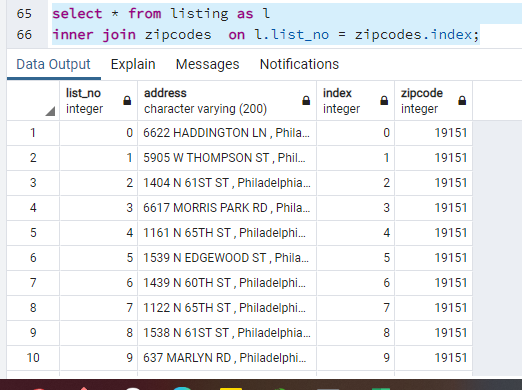 65 select * from listing as l
66 inner join zipcodes  on l.list_no = zipcodes.index;
Data Output Explain Messages Notifications
list_no address index zipcode
integer character varying (200) integer integer
1 0 6622 HADDINGTON LN , Phila... 0 19151
2 1 5905 W THOMPSON ST , Phil... 1 19151
3 2 1404 N 61ST ST , Philadelphia... 2 19151
4 3 6617 MORRIS PARK RD , Phila... 3 19151
5 4 1161 N 65TH ST , Philadelphi... 4 19151
6 5 1539 N EDGEWOOD ST , Phila... 5 19151
7 6 1439 N 60TH ST , Philadelphi... 6 19151
8 7 1122 N 65TH ST , Philadelphi... 7 19151
9 8 1538 N 61ST ST , Philadelphia... 8 19151
10 9 637 MARLYN RD , Philadelphi... 9 19151